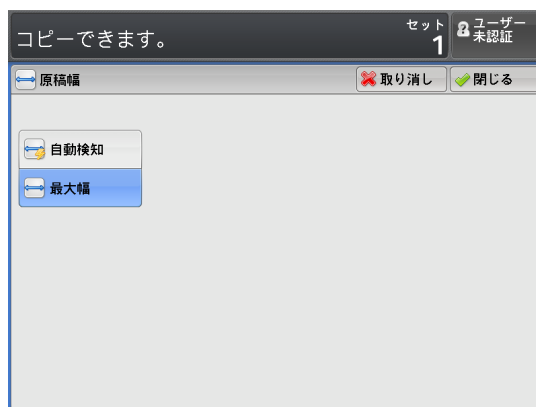 コピーできます。
セット
1
ユーザー
未認証
原稿幅
取り消し
閉じる
自動検知
最大幅